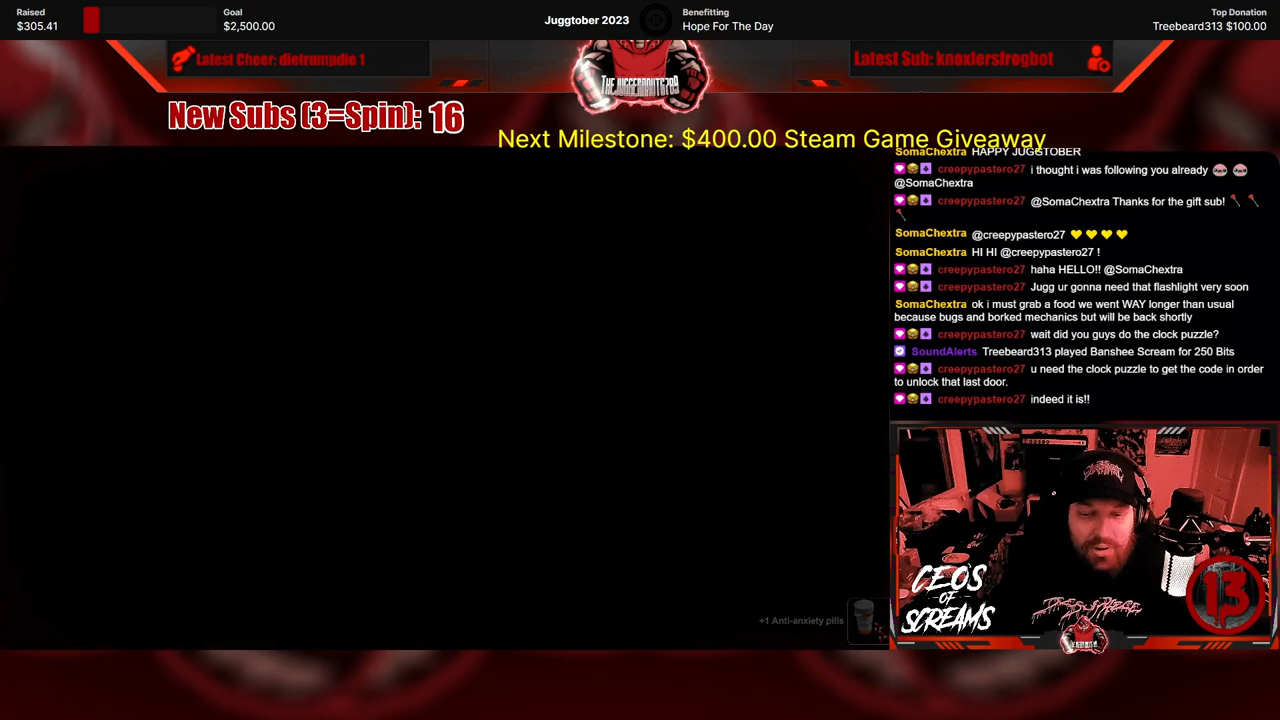 Raised
$305.41
Goal
$2,500.00
Juggtober 2023
Benefitting
Hope For The Day
Top Donation
Treebeard313 $100.00
Latest Cheer: dietrumpdie 1
THEJUGGERNAUT6789
Latest Sub: knoxiersfrogbot
New Subs (3=Spin): 16
Next Milestone: $400.00 Steam Game Giveaway
SomaChextra HAPPY JUGGTOBER
creepypastero27 i thought i was following you already
@SomaChextra
creepypastero27 @SomaChextra Thanks for the gift sub!
SomaChextra @creepypastero27
SomaChextra HI HI @creepypastero27 !
creepypastero27 haha HELLO!! @SomaChextra
creepypastero27 Jugg ur gonna need that flashlight very soon
SomaChextra ok i must grab a food we went WAY longer than usual
because bugs and borked mechanics but will be back shortly
creepypastero27 wait did you guys do the clock puzzle?
SoundAlerts Treebeard313 played Banshee Scream for 250 Bits
creepypastero27 u need the clock puzzle to get the code in order
to unlock that last door.
creepypastero27 indeed it is!!
+1 Anti-anxiety pills
CEOS
OF
SCREAMS
13